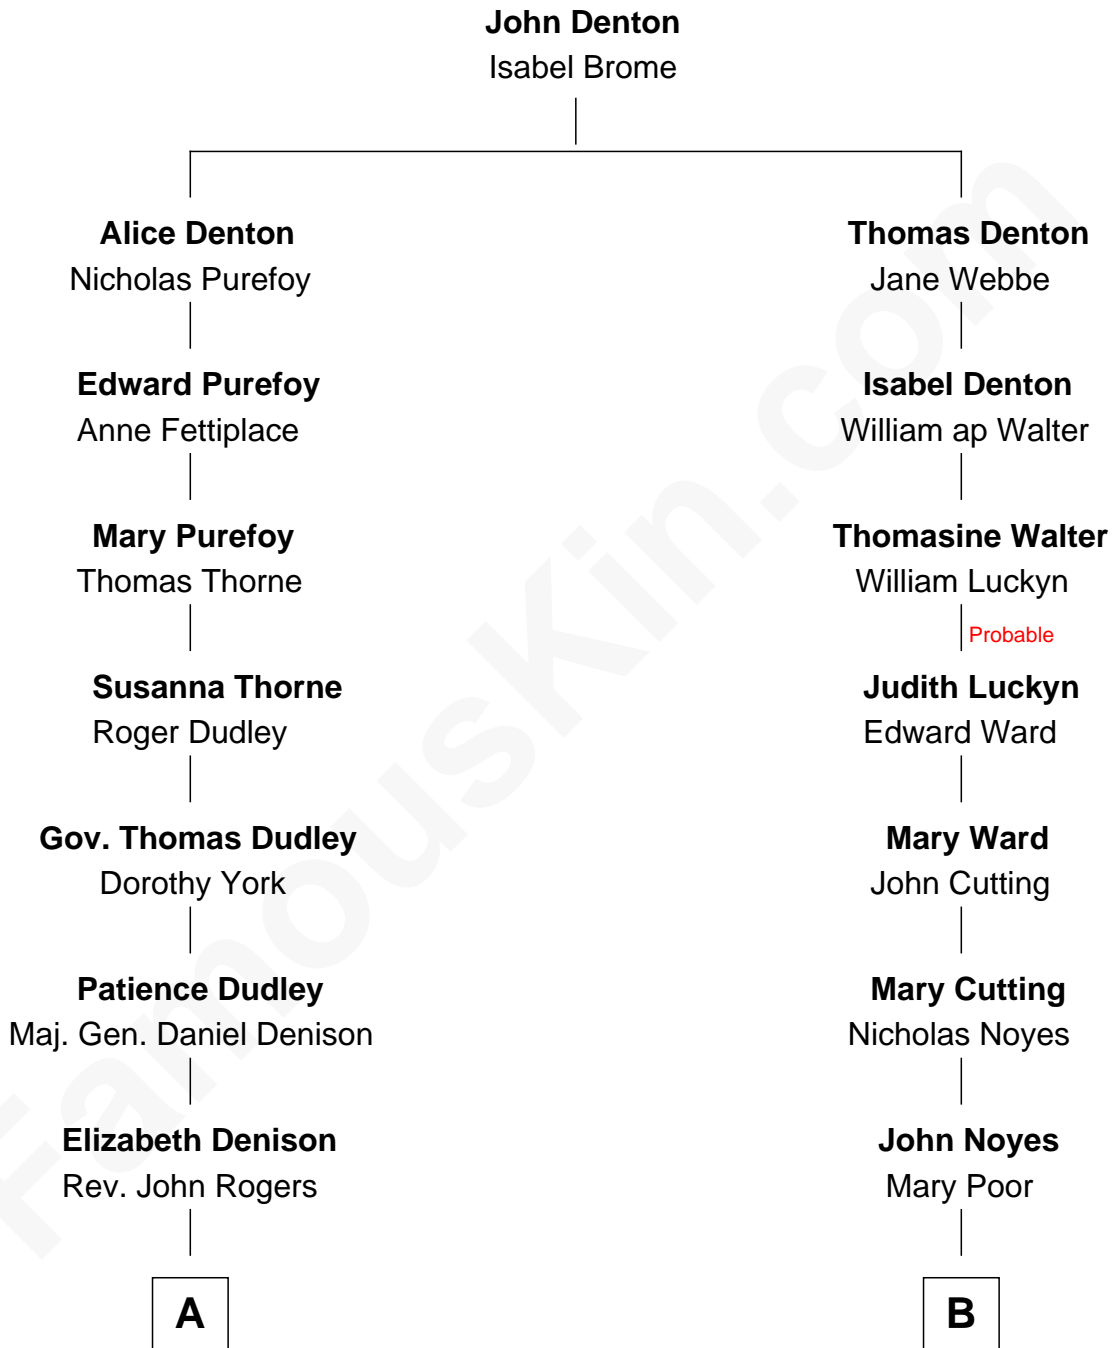 John Denton
Isabel Brome
Alice Denton
Nicholas Purefoy
Thomas Denton
Jane Webbe
Edward Purefoy
Anne Fettiplace
Isabel Denton
William ap Walter
Mary Purefoy
Thomas Thorne
Thomasine Walter
William Luckyn
Probable
Susanna Thorne
Roger Dudley
Judith Luckyn
Edward Ward
Gov. Thomas Dudley
Dorothy York
Mary Ward
John Cutting
Patience Dudley
Maj. Gen. Daniel Denison
Mary Cutting
Nicholas Noyes
Elizabeth Denison
Rev. John Rogers
John Noyes
Mary Poor
A
B
FamousKin.com